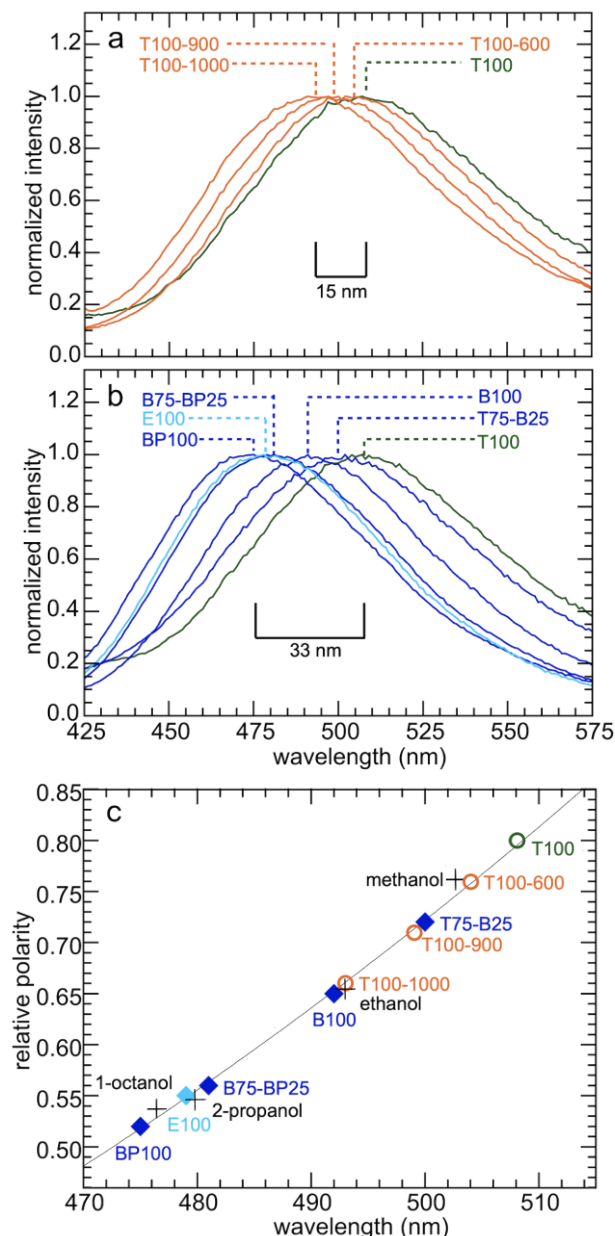 a
T100-900
T100-600
T100-1000
T100
1.2
1.0
0.8
0.6
0.4
0.2
0.0
normalized intensity
15 nm
b
B75-BP25
B100
E100
T75-B25
BP100
T100
1.2
1.0
0.8
0.6
0.4
0.2
0.0
normalized intensity
33 nm
425 450 475 500 525 550 575
wavelength (nm)
c
0.85
0.80
0.75
0.70
0.65
0.60
0.55
0.50
relative polarity
T100
methanol
T100-600
T75-B25
T100-900
T100-1000
ethanol
B100
1-octanol
B75-BP25
2-propanol
E100
BP100
470 480 490 500 510
wavelength (nm)